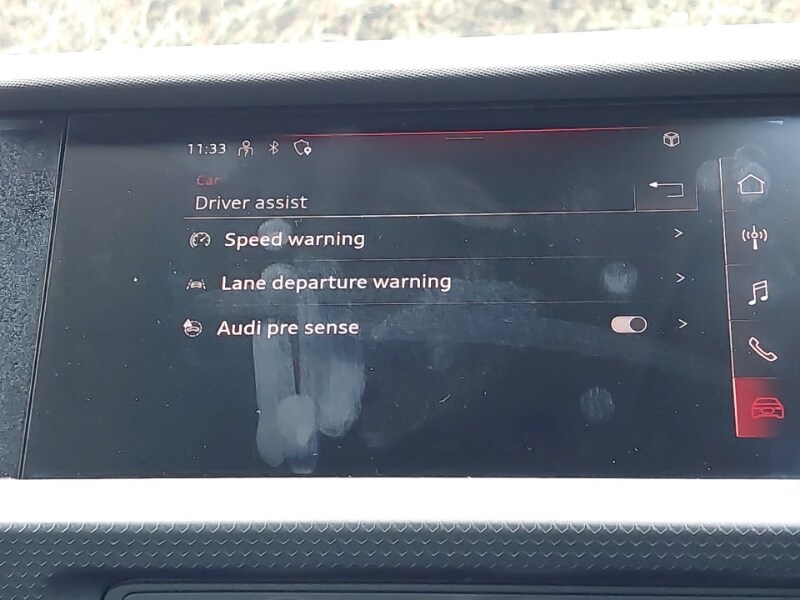 11:33
Car
Driver assist
Speed warning
Lane departure warning
Audi pre sense